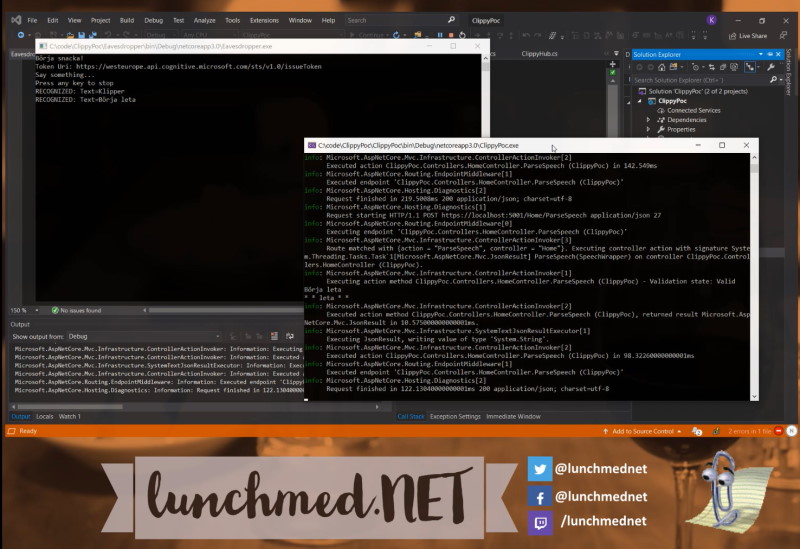 File Edit View Project Build Debug Test Analyze Tools Extensions Window Help Search ClippyPoc K
Live Share
C:\code\ClippyPoc\Eavesdropper\bin\Debug\netcoreapp3.0\Eavesdropper.exe
Börja snacka!
Token Uri: https://westeurope.api.cognitive.microsoft.com/sts/v1.0/issueToken
Say something...
Press any key to stop
RECOGNIZED: Text=Klipper
RECOGNIZED: Text=Börja leta
ClippyHub.cs
Solution Explorer
Search Solution Explorer (Ctrl+¨)
Solution 'ClippyPoc' (2 of 2 projects)
ClippyPoc
Connected Services
Dependencies
Properties
Solution Explorer
C:\code\ClippyPoc\ClippyPoc\bin\Debug\netcoreapp3.0\ClippyPoc.exe
info: Microsoft.AspNetCore.Mvc.Infrastructure.ControllerActionInvoker[2]
Executed action ClippyPoc.Controllers.HomeController.ParseSpeech (ClippyPoc) in 142.549ms
info: Microsoft.AspNetCore.Routing.EndpointMiddleware[1]
Executed endpoint 'ClippyPoc.Controllers.HomeController.ParseSpeech (ClippyPoc)'
info: Microsoft.AspNetCore.Hosting.Diagnostics[2]
Request finished in 219.5008ms 200 application/json; charset=utf-8
info: Microsoft.AspNetCore.Hosting.Diagnostics[1]
Request starting HTTP/1.1 POST https://localhost:5001/Home/ParseSpeech application/json 27
info: Microsoft.AspNetCore.Routing.EndpointMiddleware[0]
Executing endpoint 'ClippyPoc.Controllers.HomeController.ParseSpeech (ClippyPoc)'
info: Microsoft.AspNetCore.Mvc.Infrastructure.ControllerActionInvoker[3]
Route matched with {action = "ParseSpeech", controller = "Home"}. Executing controller action with signature Syste
m.Threading.Tasks.Task`1[Microsoft.AspNetCore.Mvc.JsonResult] ParseSpeech(SpeechWrapper) on controller ClippyPoc.Control
lers.HomeController (ClippyPoc).
info: Microsoft.AspNetCore.Mvc.Infrastructure.ControllerActionInvoker[1]
Executing action method ClippyPoc.Controllers.HomeController.ParseSpeech (ClippyPoc) - Validation state: Valid
Börja leta
* * leta * *
info: Microsoft.AspNetCore.Mvc.Infrastructure.ControllerActionInvoker[2]
Executed action method ClippyPoc.Controllers.HomeController.ParseSpeech (ClippyPoc), returned result Microsoft.Asp
NetCore.Mvc.JsonResult in 10.575000000000001ms.
info: Microsoft.AspNetCore.Mvc.Infrastructure.SystemTextJsonResultExecutor[1]
Executing JsonResult, writing value of type 'System.String'.
info: Microsoft.AspNetCore.Mvc.Infrastructure.ControllerActionInvoker[2]
Executed action ClippyPoc.Controllers.HomeController.ParseSpeech (ClippyPoc) in 98.32260000000001ms
info: Microsoft.AspNetCore.Routing.EndpointMiddleware[1]
Executed endpoint 'ClippyPoc.Controllers.HomeController.ParseSpeech (ClippyPoc)'
info: Microsoft.AspNetCore.Hosting.Diagnostics[2]
Request finished in 122.13040000000001ms 200 application/json; charset=utf-8
150 % No issues found
Output
Show output from: Debug
Microsoft.AspNetCore.Mvc.Infrastructure.ControllerActionInvoker: Information: Executing
Microsoft.AspNetCore.Mvc.Infrastructure.ControllerActionInvoker: Information: Executed
Microsoft.AspNetCore.Mvc.Infrastructure.SystemTextJsonResultExecutor: Information: Exec
Microsoft.AspNetCore.Mvc.Infrastructure.ControllerActionInvoker: Information: Executed
Microsoft.AspNetCore.Routing.EndpointMiddleware: Information: Executed endpoint 'Clippy
Microsoft.AspNetCore.Hosting.Diagnostics: Information: Request finished in 122.13040000
Output Locals Watch 1
Call Stack Exception Settings Immediate Window
Ready
Add to Source Control
2 errors in 1 file
lunchmed.NET
@lunchmednet
@lunchmednet
/lunchmednet